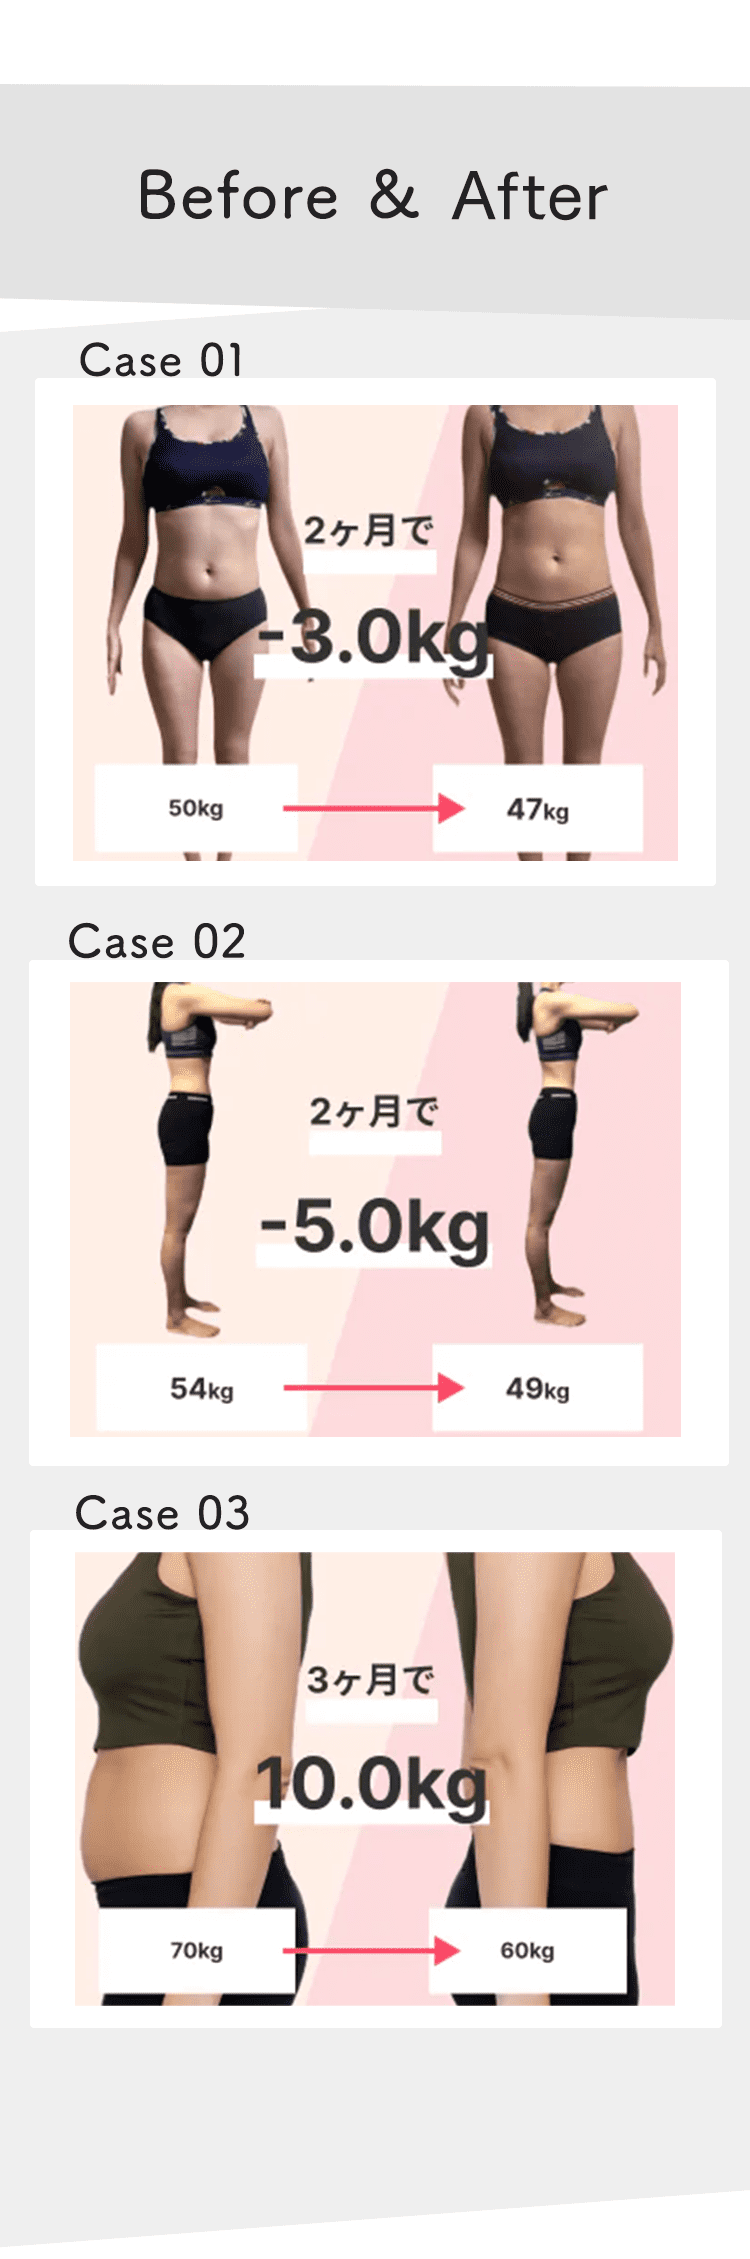 Before & After
Case 01
2ヶ月で
-3.0kg
50kg
47kg
Case 02
2ヶ月で
-5.0kg
54kg
49kg
Case 03
3ヶ月で
10.0kg
70kg
60kg